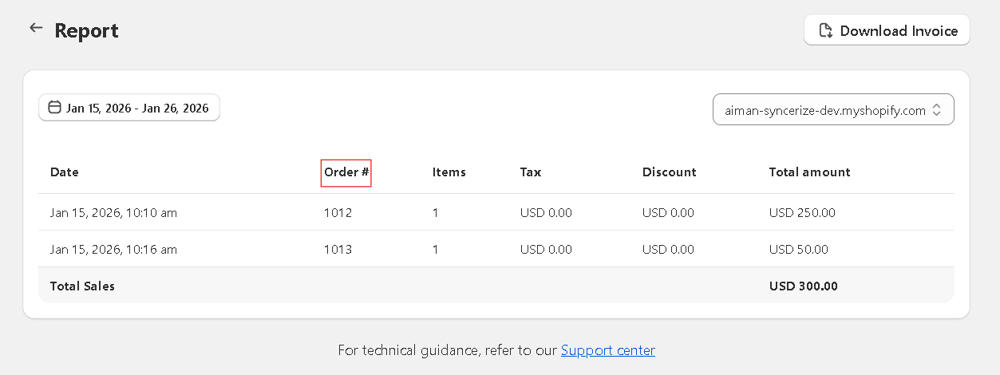 Report
Download Invoice
Jan 15, 2026 - Jan 26, 2026
aiman-syncerize-dev.myshopify.com
Date Order # Items Tax Discount Total amount
Jan 15, 2026, 10:10 am 1012 1 USD 0.00 USD 0.00 USD 250.00
Jan 15, 2026, 10:16 am 1013 1 USD 0.00 USD 0.00 USD 50.00
Total Sales USD 300.00
For technical guidance, refer to our Support center